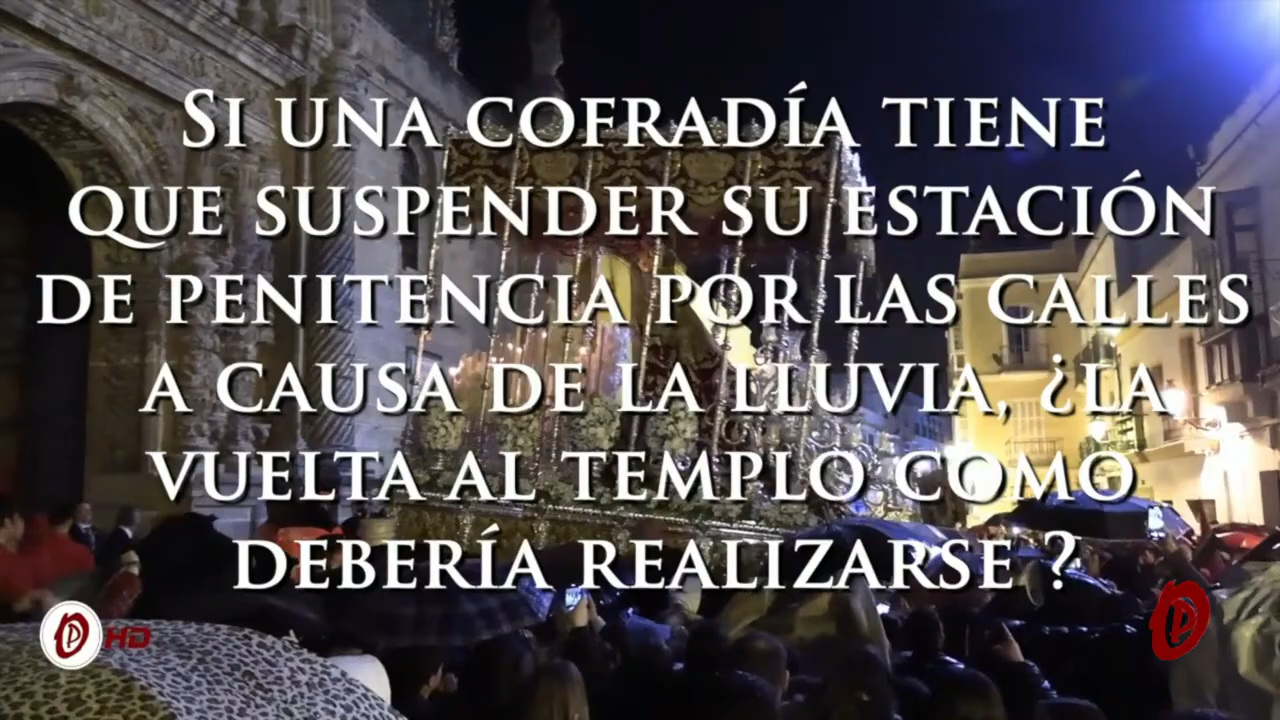 Si una cofradía tiene
que suspender su estación
de penitencia por las calles
a causa de la lluvia, ¿la
vuelta al templo como
debería realizarse ?
HD